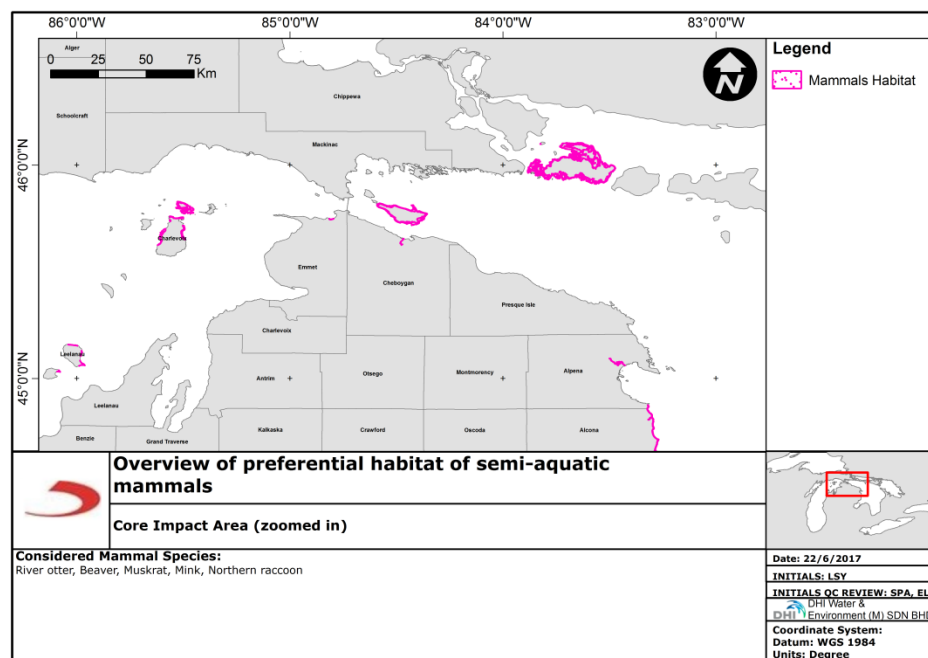 86°0'0"W 85°0'0"W 84°0'0"W 83°0'0"W
Alger
0 25 50 75
Km
Schoolcraft
Chippewa
Mackinac
N
Legend
Mammals Habitat
46°0'0"N
Charlevoix
Emmet
Cheboygan
Presque Isle
Charlevoix
Leelanau
45°0'0"N
Antrim
Otsego
Montmorency
Alpena
Leelanau
Benzie
Grand Traverse
Kalkaska
Crawford
Oscoda
Alcona
Overview of preferential habitat of semi-aquatic
mammals
Core Impact Area (zoomed in)
Considered Mammal Species:
River otter, Beaver, Muskrat, Mink, Northern raccoon
Date: 22/6/2017
INITIALS: LSY
INITIALS QC REVIEW: SPA, EL
DHI
DHI Water &
Environment (M) SDN BHD
Coordinate System:
Datum: WGS 1984
Units: Degree